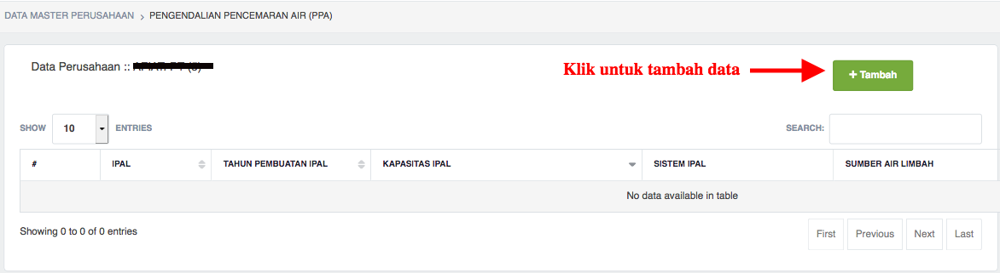 DATA MASTER PERUSAHAAN > PENGENDALIAN PENCEMARAN AIR (PPA)
Data Perusahaan ::
Klik untuk tambah data
+ Tambah
SHOW 10 ENTRIES
SEARCH:
# IPAL TAHUN PEMBUATAN IPAL KAPASITAS IPAL SISTEM IPAL SUMBER AIR LIMBAH
No data available in table
Showing 0 to 0 of 0 entries
First Previous Next Last